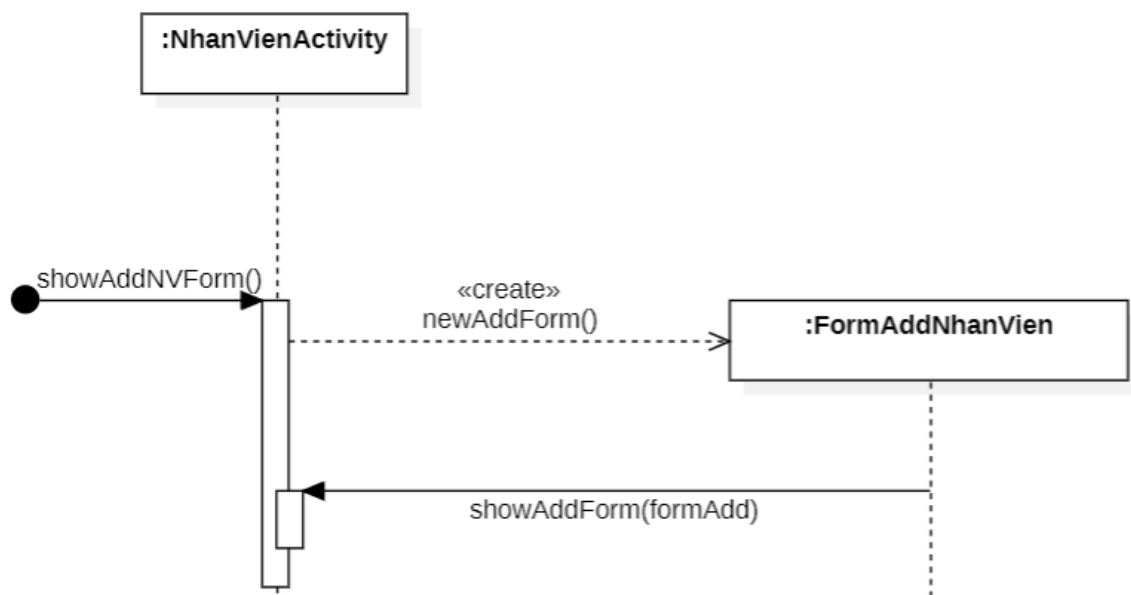 :NhanVienActivity
showAddNVForm()
«create»
newAddForm()
:FormAddNhanVien
showAddForm(formAdd)